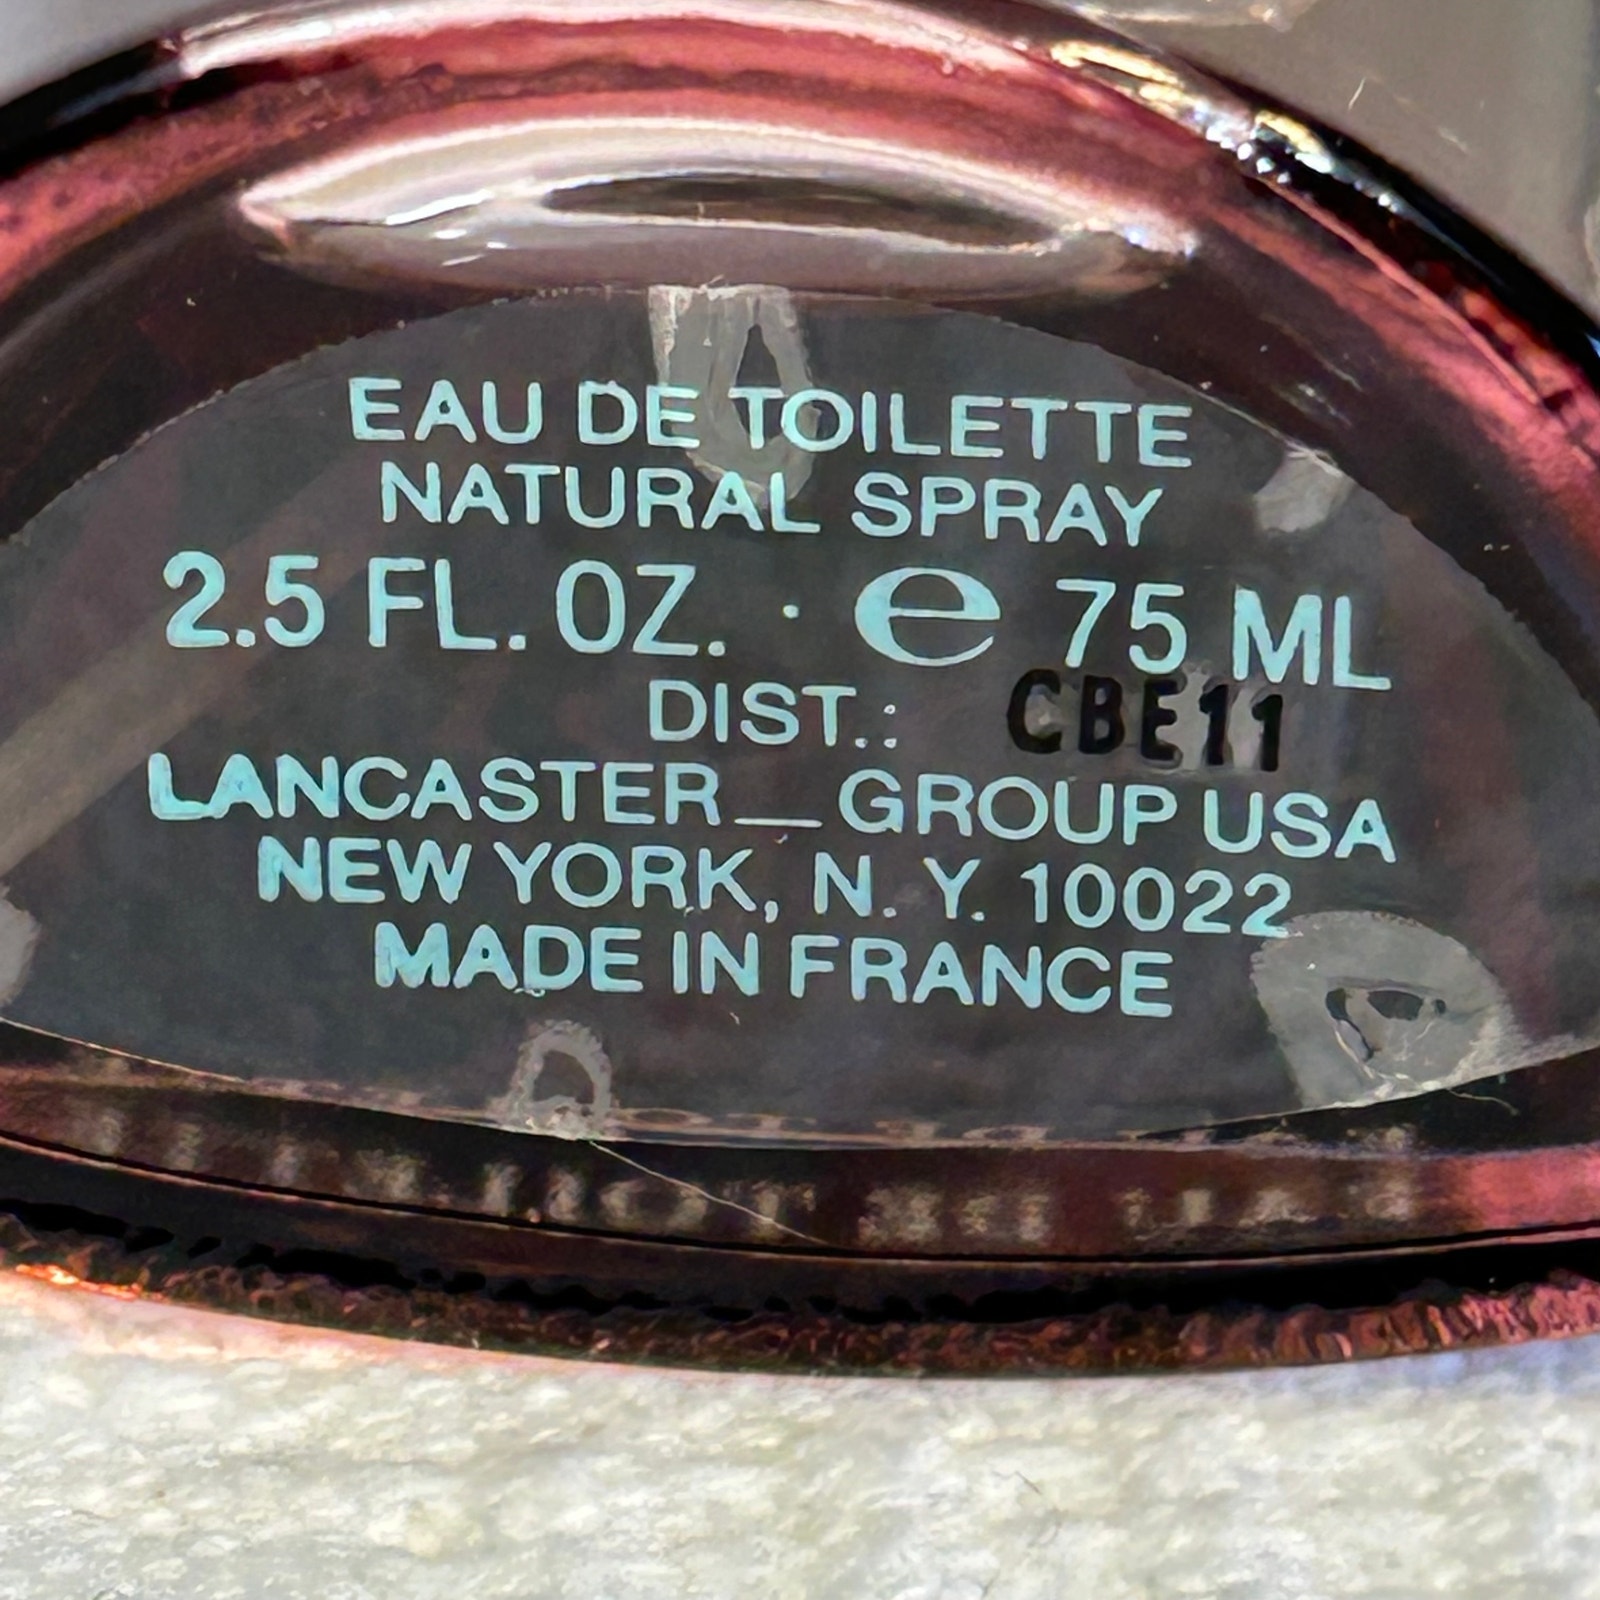 EAU DE TOILETTE
NATURAL SPRAY
2.5 FL. OZ. · e 75 ML
DIST.: CBE11
LANCASTER _ GROUP USA
NEW YORK, N. Y. 10022
MADE IN FRANCE